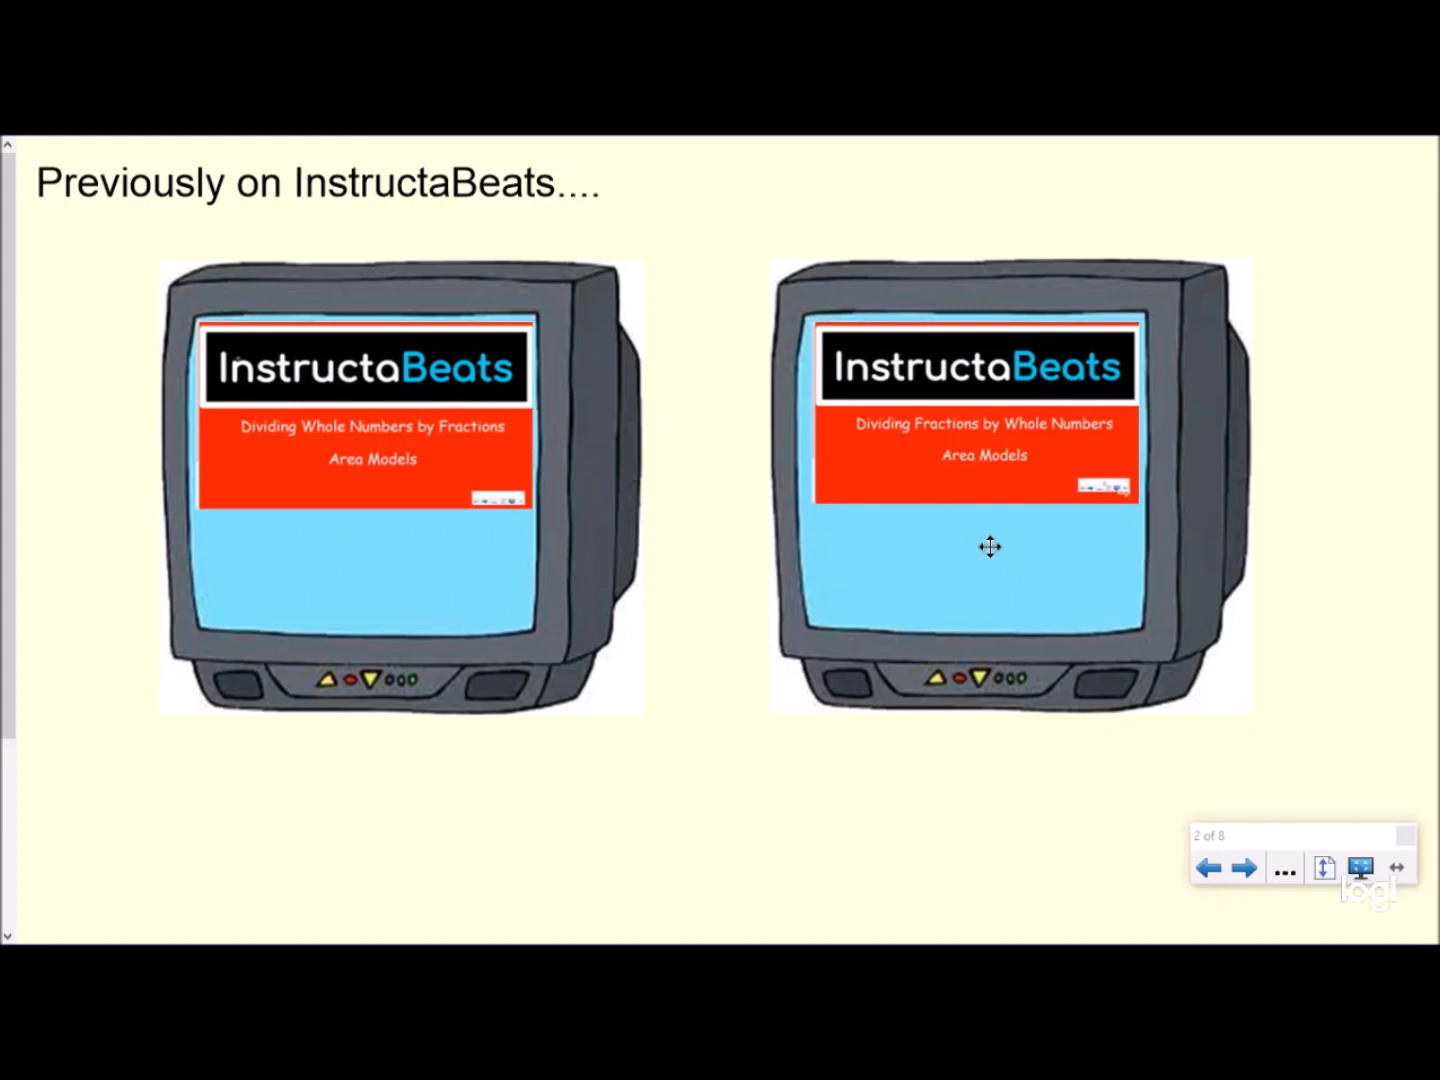 Previously on InstructaBeats....
InstructaBeats
Dividing Whole Numbers by Fractions
Area Models
InstructaBeats
Dividing Fractions by Whole Numbers
Area Models
2 of 8
...
logi